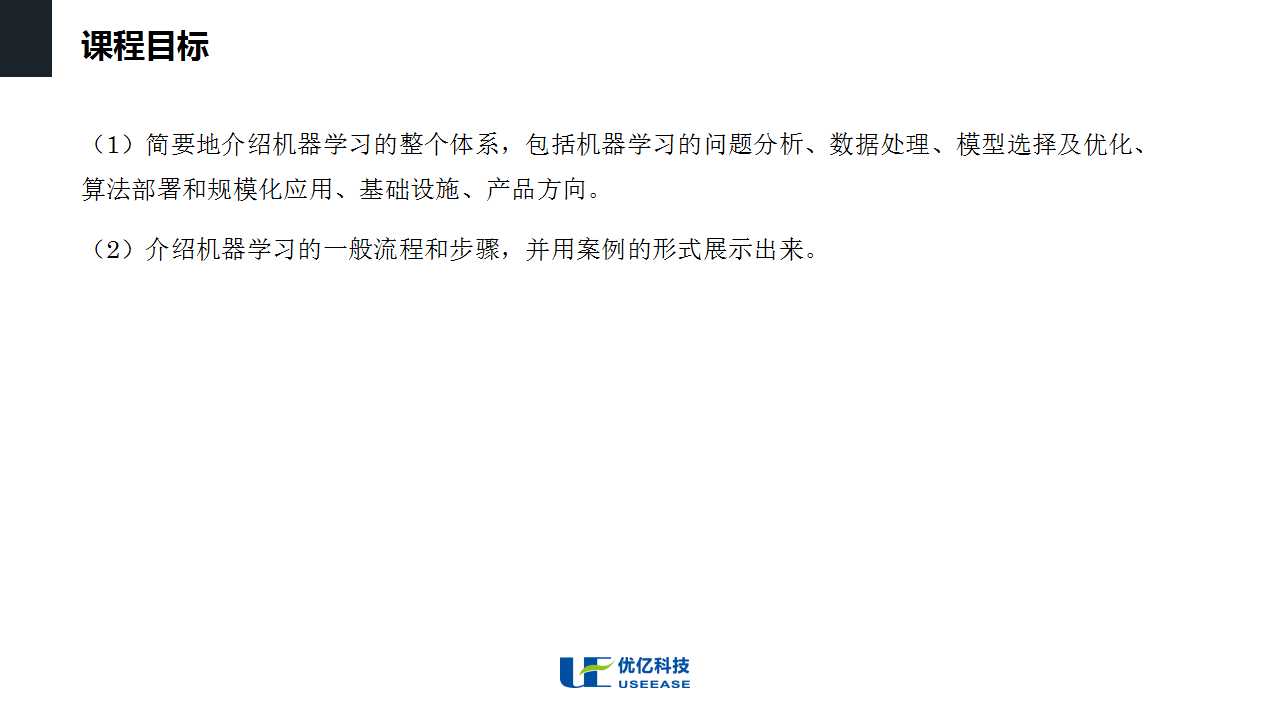 课程目标
（1）简要地介绍机器学习的整个体系，包括机器学习的问题分析、数据处理、模型选择及优化、
算法部署和规模化应用、基础设施、产品方向。
（2）介绍机器学习的一般流程和步骤，并用案例的形式展示出来。
UE 优亿科技
USEEASE